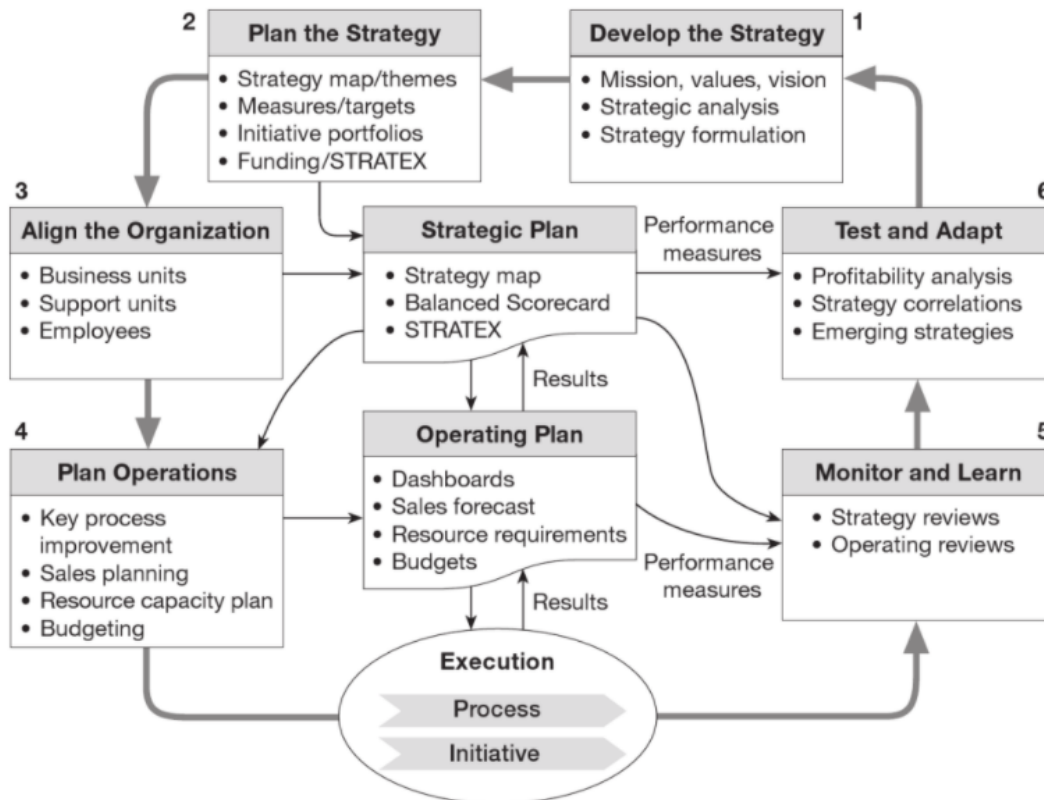 2
Plan the Strategy
• Strategy map/themes
• Measures/targets
• Initiative portfolios
• Funding/STRATEX
Develop the Strategy
1
• Mission, values, vision
• Strategic analysis
• Strategy formulation
3
Align the Organization
• Business units
• Support units
• Employees
Strategic Plan
• Strategy map
• Balanced Scorecard
• STRATEX
Performance
measures
6
Test and Adapt
• Profitability analysis
• Strategy correlations
• Emerging strategies
Results
4
Plan Operations
• Key process
improvement
• Sales planning
• Resource capacity plan
• Budgeting
Operating Plan
• Dashboards
• Sales forecast
• Resource requirements
• Budgets
Performance
measures
5
Monitor and Learn
• Strategy reviews
• Operating reviews
Results
Execution
Process
Initiative